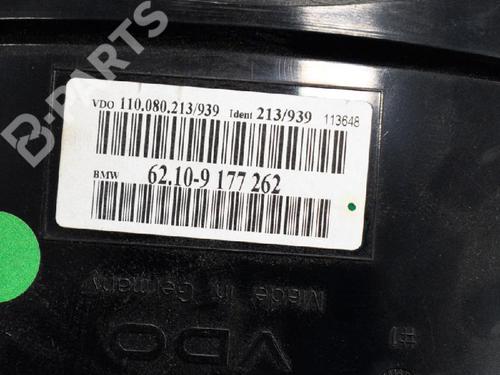 B-PARTS
VDO 110.080.213/939 Ident 213/939 113648
BMW 62.10-9 177 262
Made in Germany
VDO